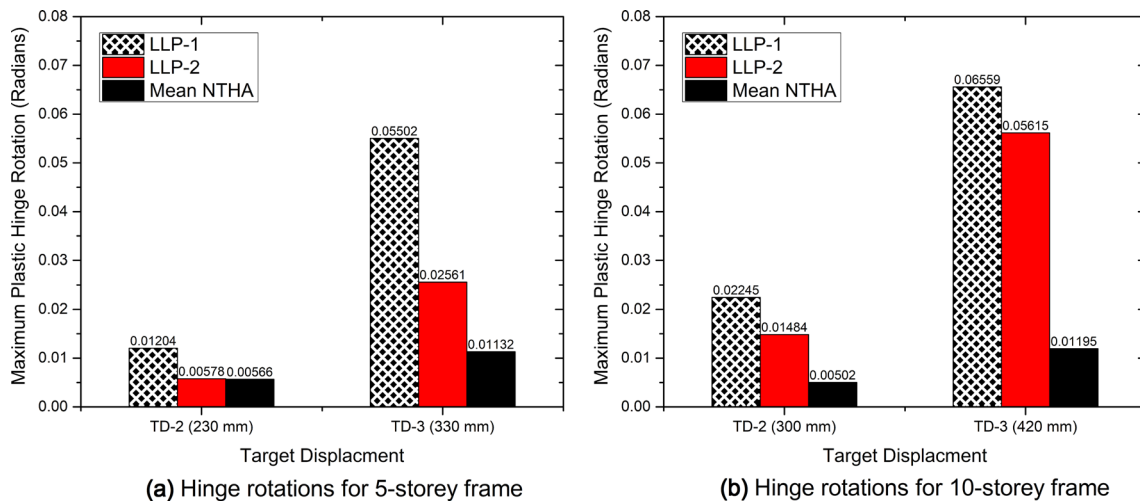 Maximum Plastic Hinge Rotation (Radians)
0.08
0.07
0.06
0.05
0.04
0.03
0.02
0.01
0.00
LLP-1
LLP-2
Mean NTHA
0.01204
0.00578
0.00566
0.05502
0.02561
0.01132
TD-2 (230 mm)
TD-3 (330 mm)
Target Displacment
(a) Hinge rotations for 5-storey frame
Maximum Plastic Hinge Rotation (Radians)
0.08
0.07
0.06
0.05
0.04
0.03
0.02
0.01
0.00
LLP-1
LLP-2
Mean NTHA
0.02245
0.01484
0.00502
0.06559
0.05615
0.01195
TD-2 (300 mm)
TD-3 (420 mm)
Target Displacment
(b) Hinge rotations for 10-storey frame